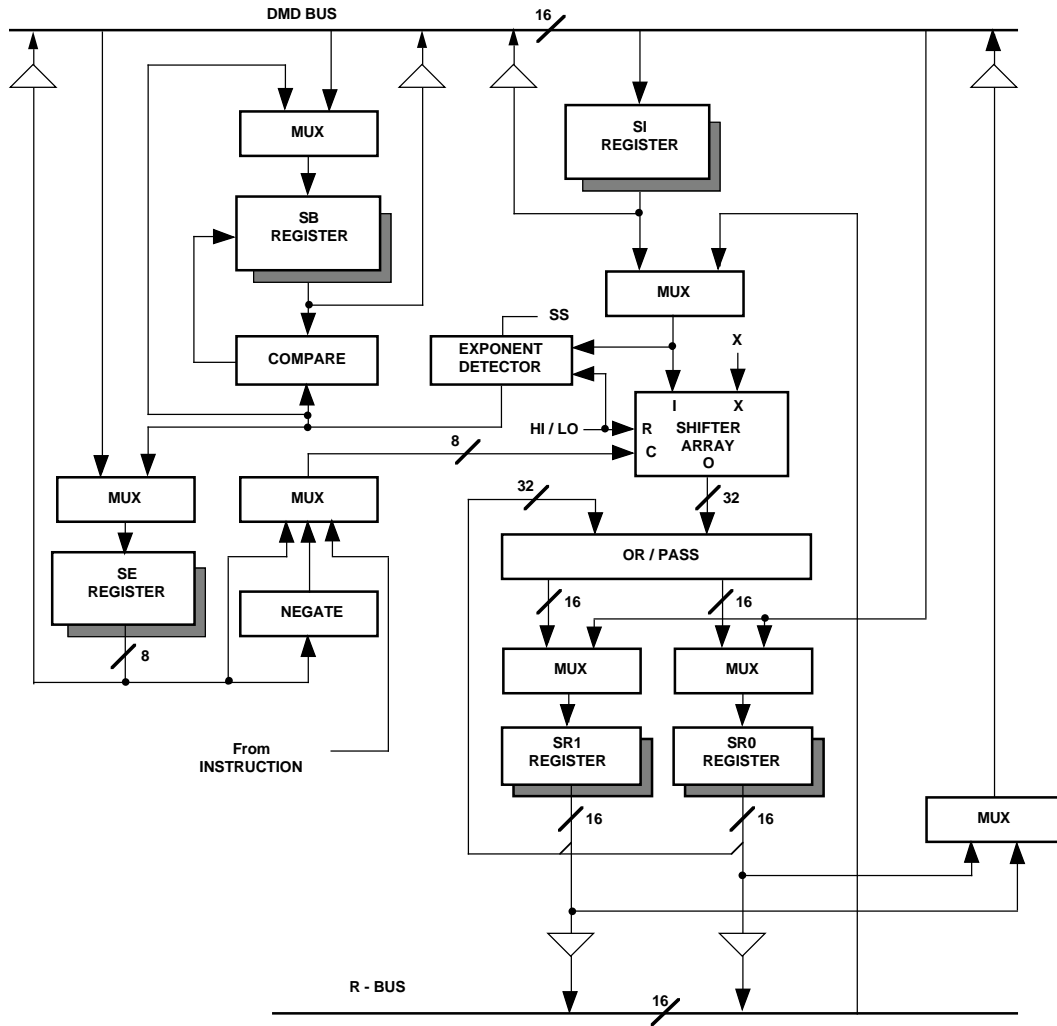 DMD BUS
16
MUX
SI
REGISTER
SB
REGISTER
MUX
SS
X
COMPARE
EXPONENT
DETECTOR
I
X
HI / LO
R
SHIFTER
ARRAY
C
O
8
MUX
MUX
32
32
OR / PASS
SE
REGISTER
NEGATE
16
16
8
MUX
MUX
From
INSTRUCTION
SR1
REGISTER
SR0
REGISTER
16
16
MUX
R - BUS
16